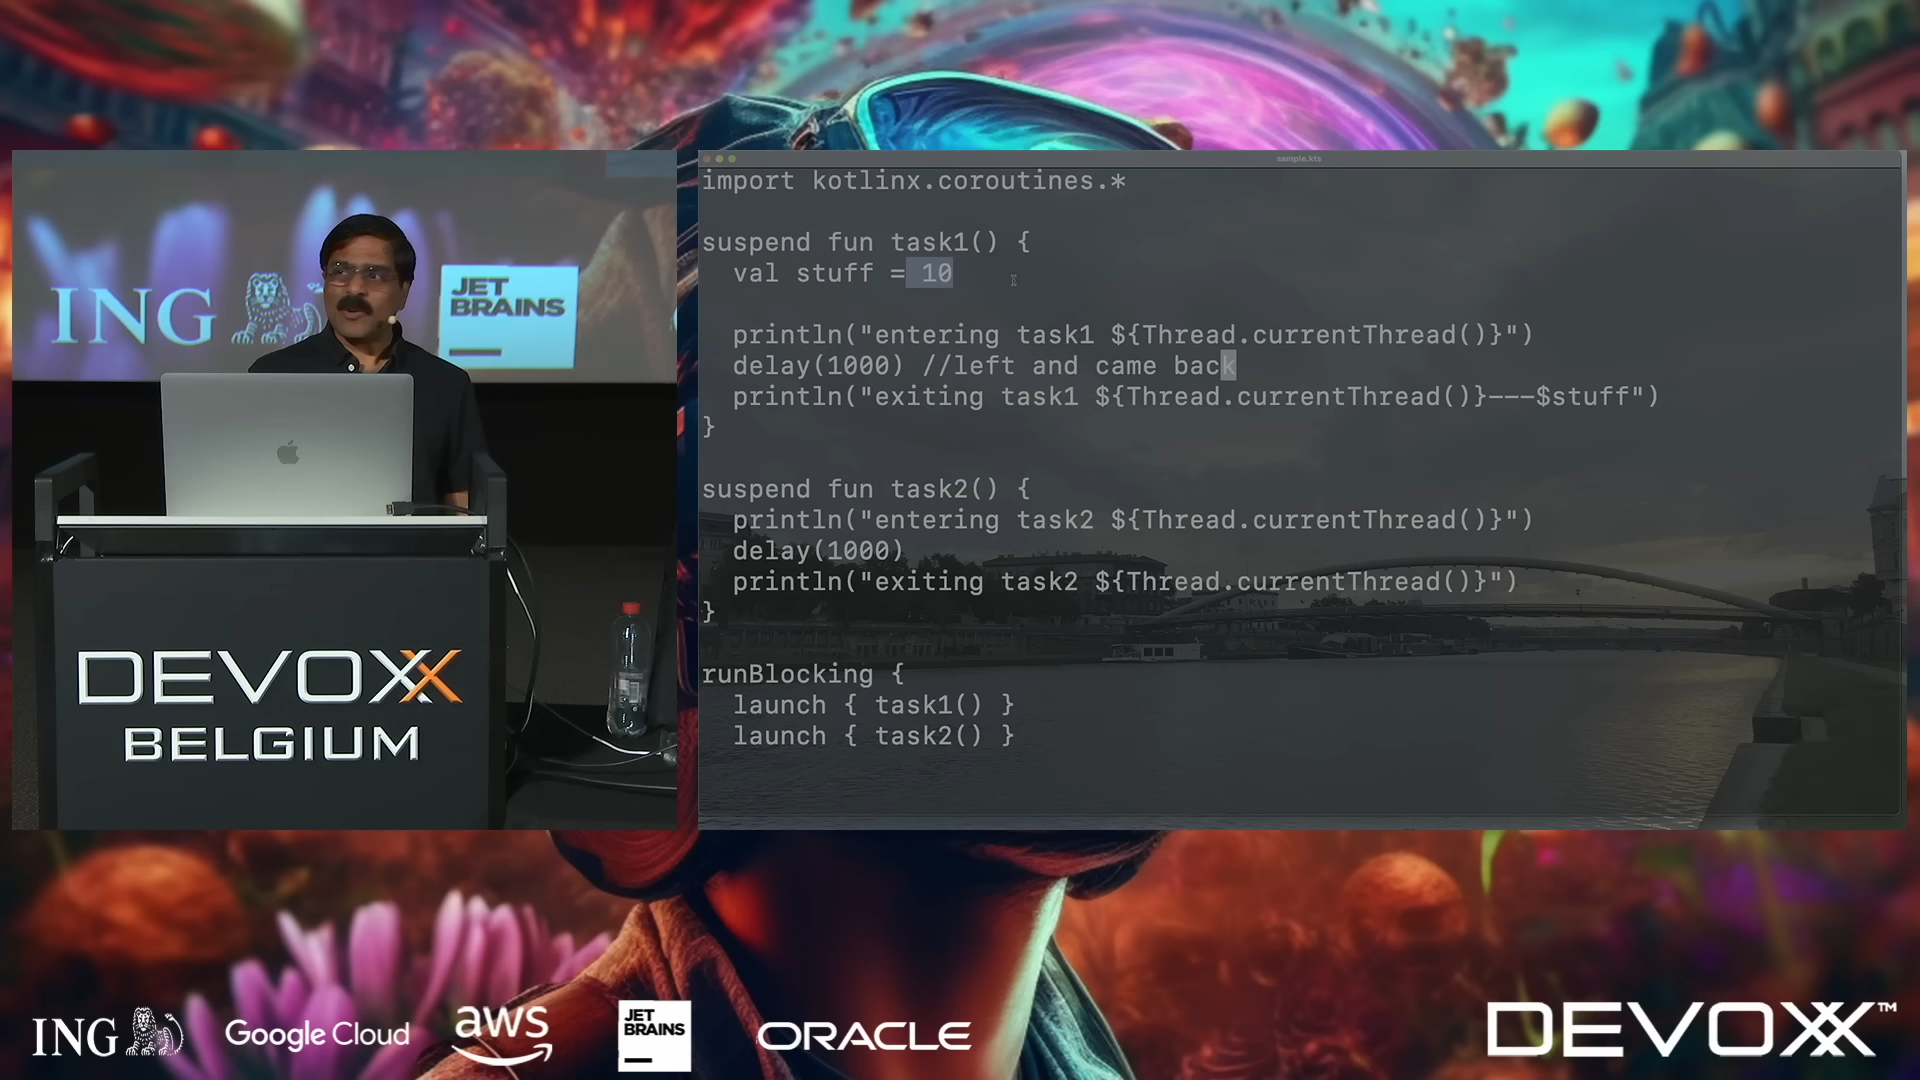 ING
JET
BRAINS
DEVOXX
BELGIUM
sample.kts
import kotlinx.coroutines.*
suspend fun task1() {
  val stuff = 10
  println("entering task1 ${Thread.currentThread()}")
  delay(1000) //left and came back
  println("exiting task1 ${Thread.currentThread()}---$stuff")
}
suspend fun task2() {
  println("entering task2 ${Thread.currentThread()}")
  delay(1000)
  println("exiting task2 ${Thread.currentThread()}")
}
runBlocking {
  launch { task1() }
  launch { task2() }
ING
Google Cloud
aws
JET
BRAINS
ORACLE
DEVOXX™